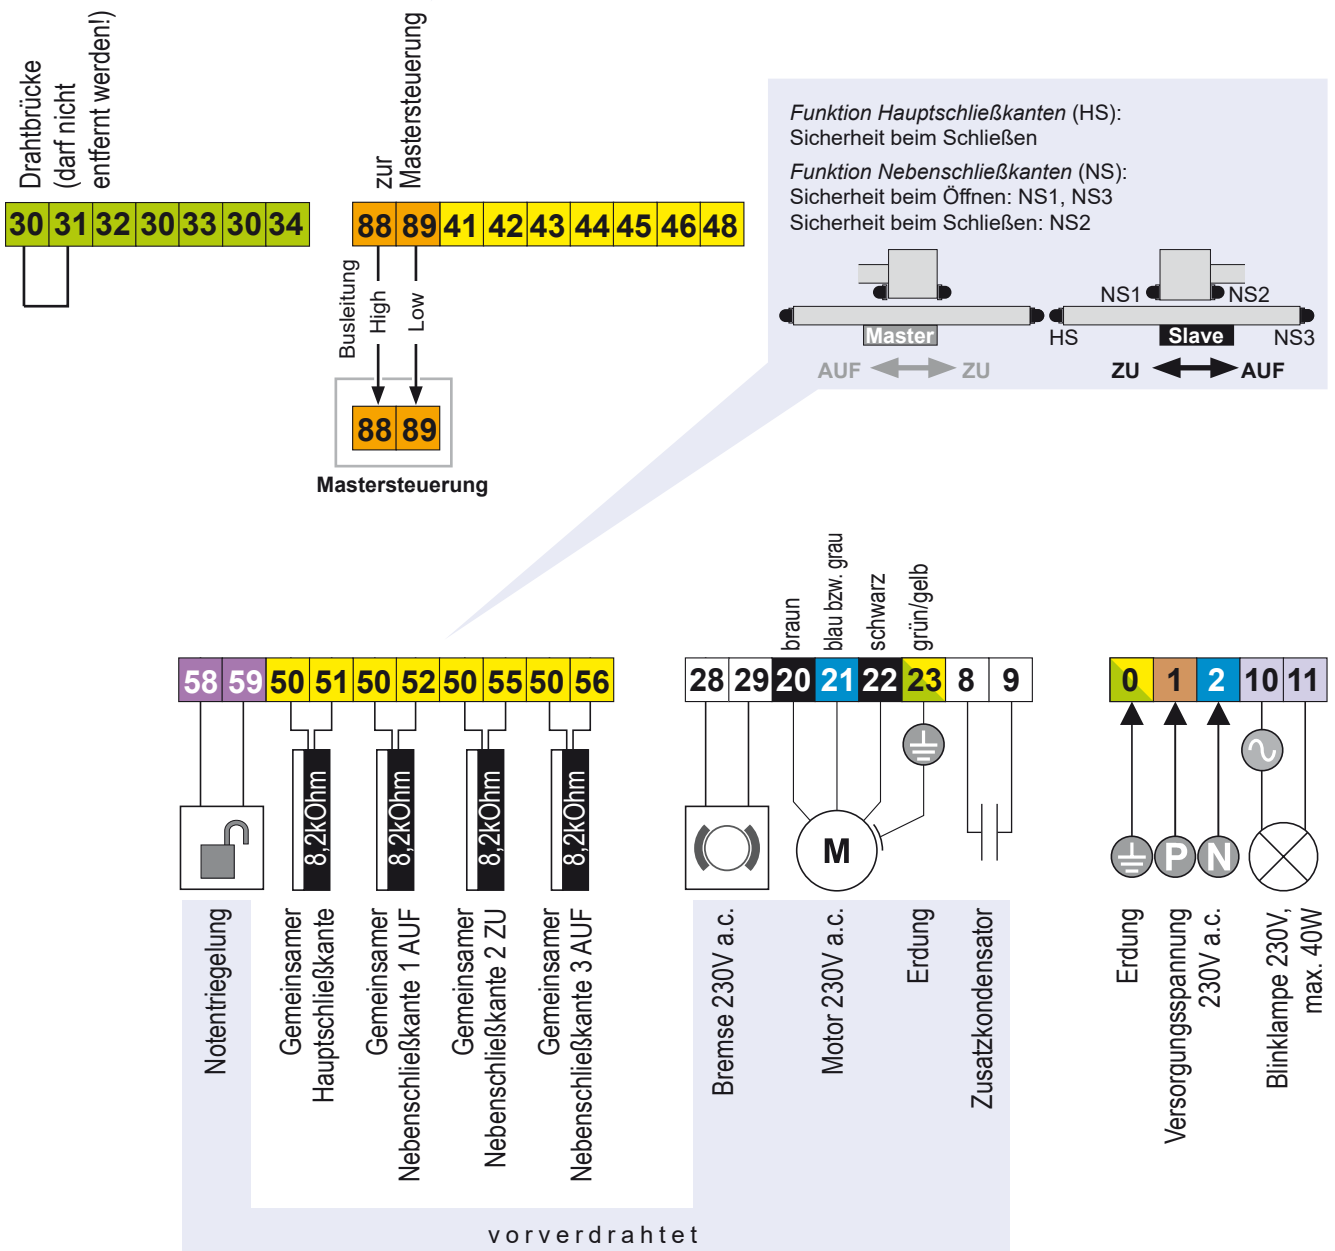 Drahtbrücke
(darf nicht
entfernt werden!)
zur
Mastersteuerung
30 31 32 30 33 30 34
88 89 41 42 43 44 45 46 48
Busleitung
High
Low
88 89
Mastersteuerung
Funktion Hauptschließkanten (HS):
Sicherheit beim Schließen
Funktion Nebenschließkanten (NS):
Sicherheit beim Öffnen: NS1, NS3
Sicherheit beim Schließen: NS2
NS1 NS2
Master HS Slave NS3
AUF ZU ZU AUF
braun
blau bzw. grau
schwarz
grün/gelb
58 59 50 51 50 52 50 55 50 56
28 29 20 21 22 23 8 9
0 1 2 10 11
8,2kOhm
8,2kOhm
8,2kOhm
8,2kOhm
M
P
N
Notentriegelung
Gemeinsamer
Hauptschließkante
Gemeinsamer
Nebenschließkante 1 AUF
Gemeinsamer
Nebenschließkante 2 ZU
Gemeinsamer
Nebenschließkante 3 AUF
Bremse 230V a.c.
Motor 230V a.c.
Erdung
Zusatzkondensator
Erdung
Versorgungsspannung
230V a.c.
Blinklampe 230V,
max. 40W
vorverdrahtet